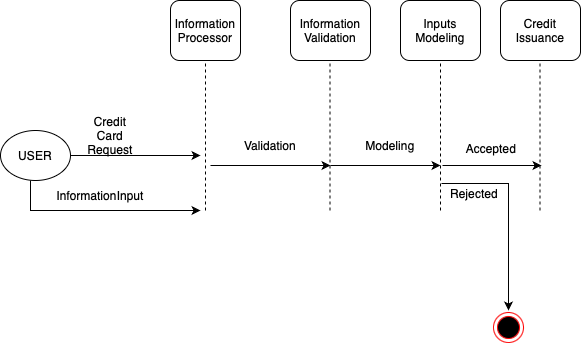 Information
Processor
Information
Validation
Inputs
Modeling
Credit
Issuance
Credit
Card
Request
USER
Validation
Modeling
Accepted
InformationInput
Rejected